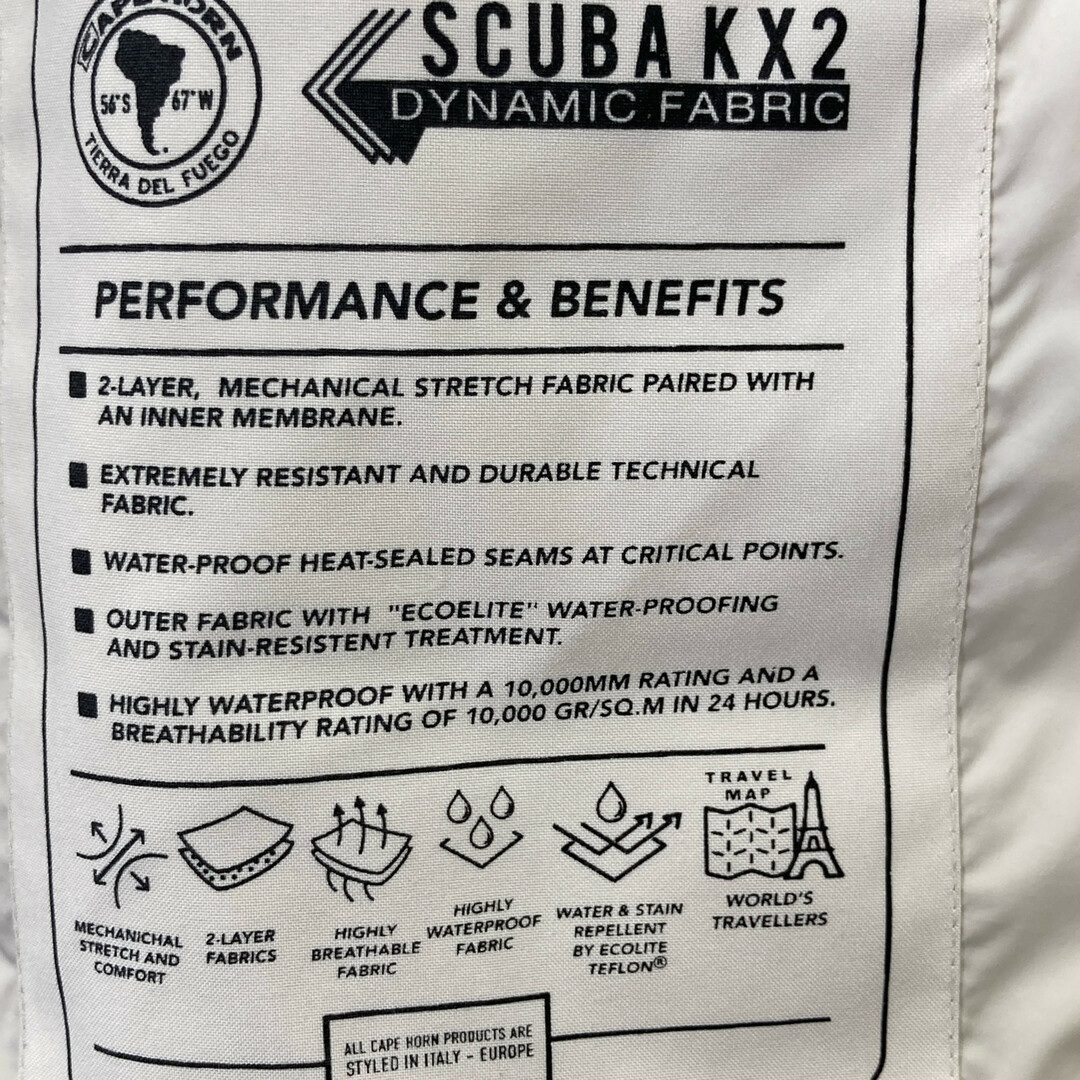 CAPE HORN
56°S 67°W
TIERRA DEL FUEGO
SCUBA KX2
DYNAMIC FABRIC
PERFORMANCE & BENEFITS
2-LAYER, MECHANICAL STRETCH FABRIC PAIRED WITH
AN INNER MEMBRANE.
EXTREMELY RESISTANT AND DURABLE TECHNICAL
FABRIC.
WATER-PROOF HEAT-SEALED SEAMS AT CRITICAL POINTS.
OUTER FABRIC WITH "ECOELITE" WATER-PROOFING
AND STAIN-RESISTENT TREATMENT.
HIGHLY WATERPROOF WITH A 10,000MM RATING AND A
BREATHABILITY RATING OF 10,000 GR/SQ.M IN 24 HOURS.
MECHANICHAL
STRETCH AND
COMFORT
2-LAYER
FABRICS
HIGHLY
BREATHABLE
FABRIC
HIGHLY
WATERPROOF
FABRIC
WATER & STAIN
REPELLENT
BY ECOLITE
TEFLON®
TRAVEL
MAP
WORLD'S
TRAVELLERS
ALL CAPE HORN PRODUCTS ARE
STYLED IN ITALY - EUROPE